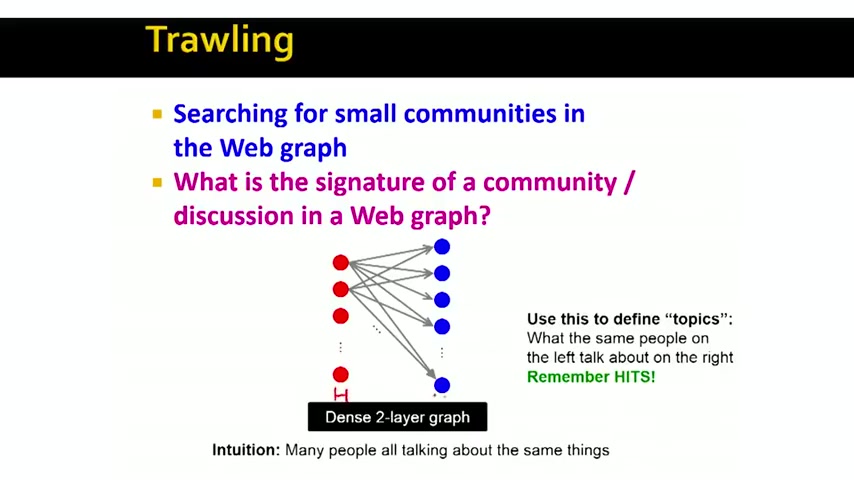 Trawling
Searching for small communities in
the Web graph
What is the signature of a community /
discussion in a Web graph?
Use this to define “topics”:
What the same people on
the left talk about on the right
Remember HITS!
H
Dense 2-layer graph
Intuition: Many people all talking about the same things